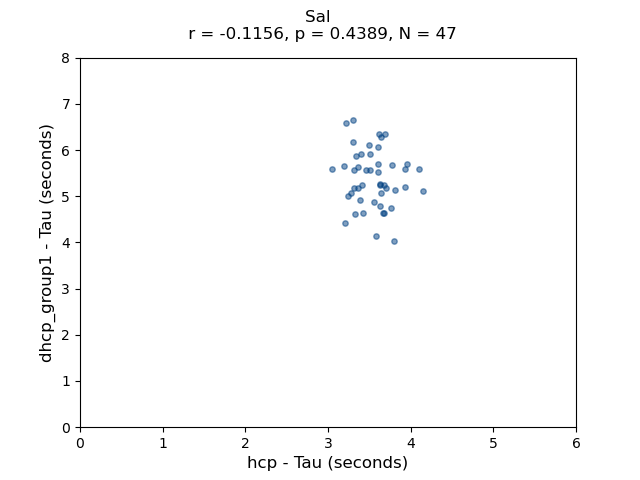 Sal
r = -0.1156, p = 0.4389, N = 47
8
7
6
5
4
3
2
1
0
dhcp_group1 - Tau (seconds)
0 1 2 3 4 5 6
hcp - Tau (seconds)